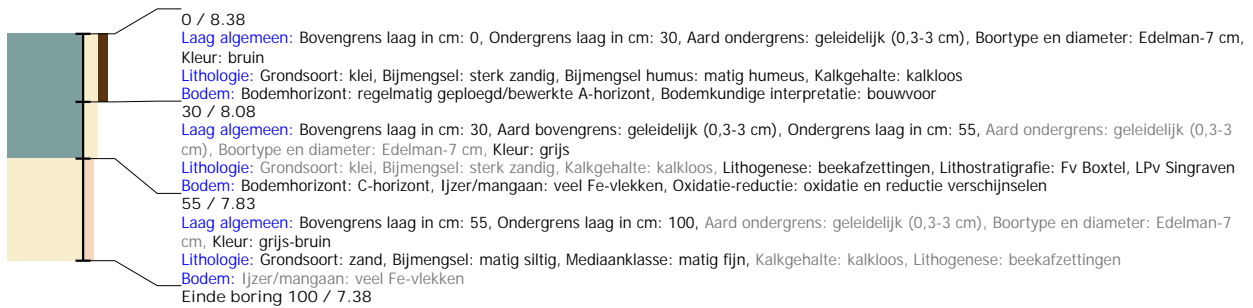 0 / 8.38
Laag algemeen: Bovengrens laag in cm: 0, Ondergrens laag in cm: 30, Aard ondergrens: geleidelijk (0,3-3 cm), Boortype en diameter: Edelman-7 cm,
Kleur: bruin
Lithologie: Grondsoort: klei, Bijmengsel: sterk zandig, Bijmengsel humus: matig humeus, Kalkgehalte: kalkloos
Bodem: Bodemhorizont: regelmatig geploegd/bewerkte A-horizont, Bodemkundige interpretatie: bouwvoor
30 / 8.08
Laag algemeen: Bovengrens laag in cm: 30, Aard bovengrens: geleidelijk (0,3-3 cm), Ondergrens laag in cm: 55, Aard ondergrens: geleidelijk (0,3-3
cm), Boortype en diameter: Edelman-7 cm, Kleur: grijs
Lithologie: Grondsoort: klei, Bijmengsel: sterk zandig, Kalkgehalte: kalkloos, Lithogenese: beekafzettingen, Lithostratigrafie: Fv Boxtel, LPv Singraven
Bodem: Bodemhorizont: C-horizont, Ijzer/mangaan: veel Fe-vlekken, Oxidatie-reductie: oxidatie en reductie verschijnselen
55 / 7.83
Laag algemeen: Bovengrens laag in cm: 55, Ondergrens laag in cm: 100, Aard ondergrens: geleidelijk (0,3-3 cm), Boortype en diameter: Edelman-7
cm, Kleur: grijs-bruin
Lithologie: Grondsoort: zand, Bijmengsel: matig siltig, Mediaanklasse: matig fijn, Kalkgehalte: kalkloos, Lithogenese: beekafzettingen
Bodem: Ijzer/mangaan: veel Fe-vlekken
Einde boring 100 / 7.38